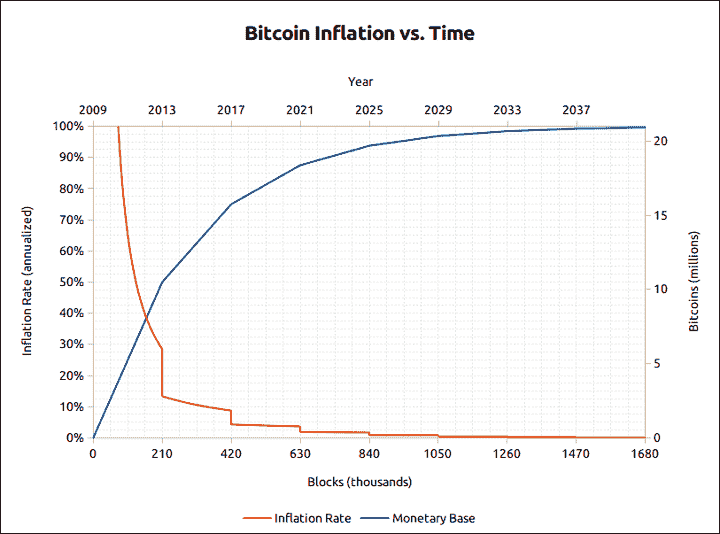 Bitcoin Inflation vs. Time
Year
2009 2013 2017 2021 2025 2029 2033 2037
100%
90%
80%
70%
60%
50%
40%
30%
20%
10%
0%
Inflation Rate (annualized)
20
15
10
5
0
Bitcoins (millions)
0 210 420 630 840 1050 1260 1470 1680
Blocks (thousands)
Inflation Rate Monetary Base